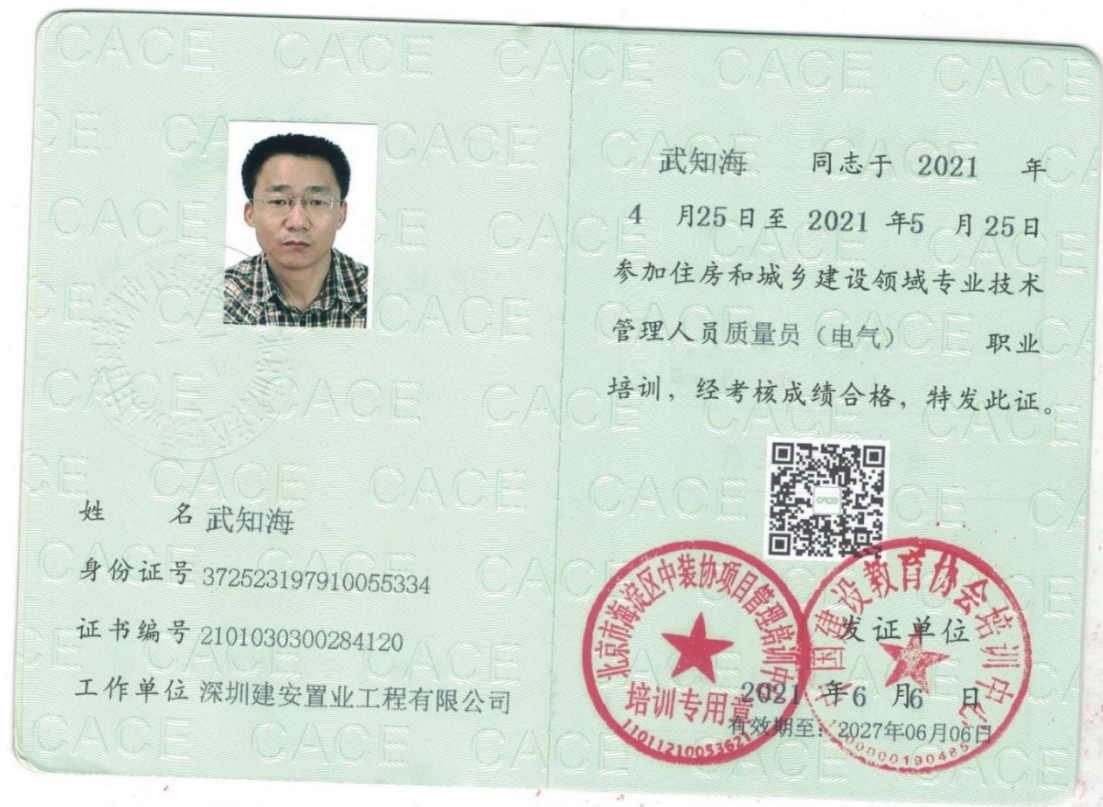 姓 名 武知海
身份证号 372523197910055334
证书编号 2101030300284120
工作单位 深圳建安置业工程有限公司
武知海 同志于 2021 年
4 月25日至 2021 年5 月25日
参加住房和城乡建设领域专业技术
管理人员质量员（电气） 职业
培训，经考核成绩合格，特发此证。
CACE
北京市海淀区中装协项目管理培训中心
培训专用章
1101121005362
中国建设教育协会培训中心
发证单位
2021 年6 月6 日
有效期至：2027年06月06日